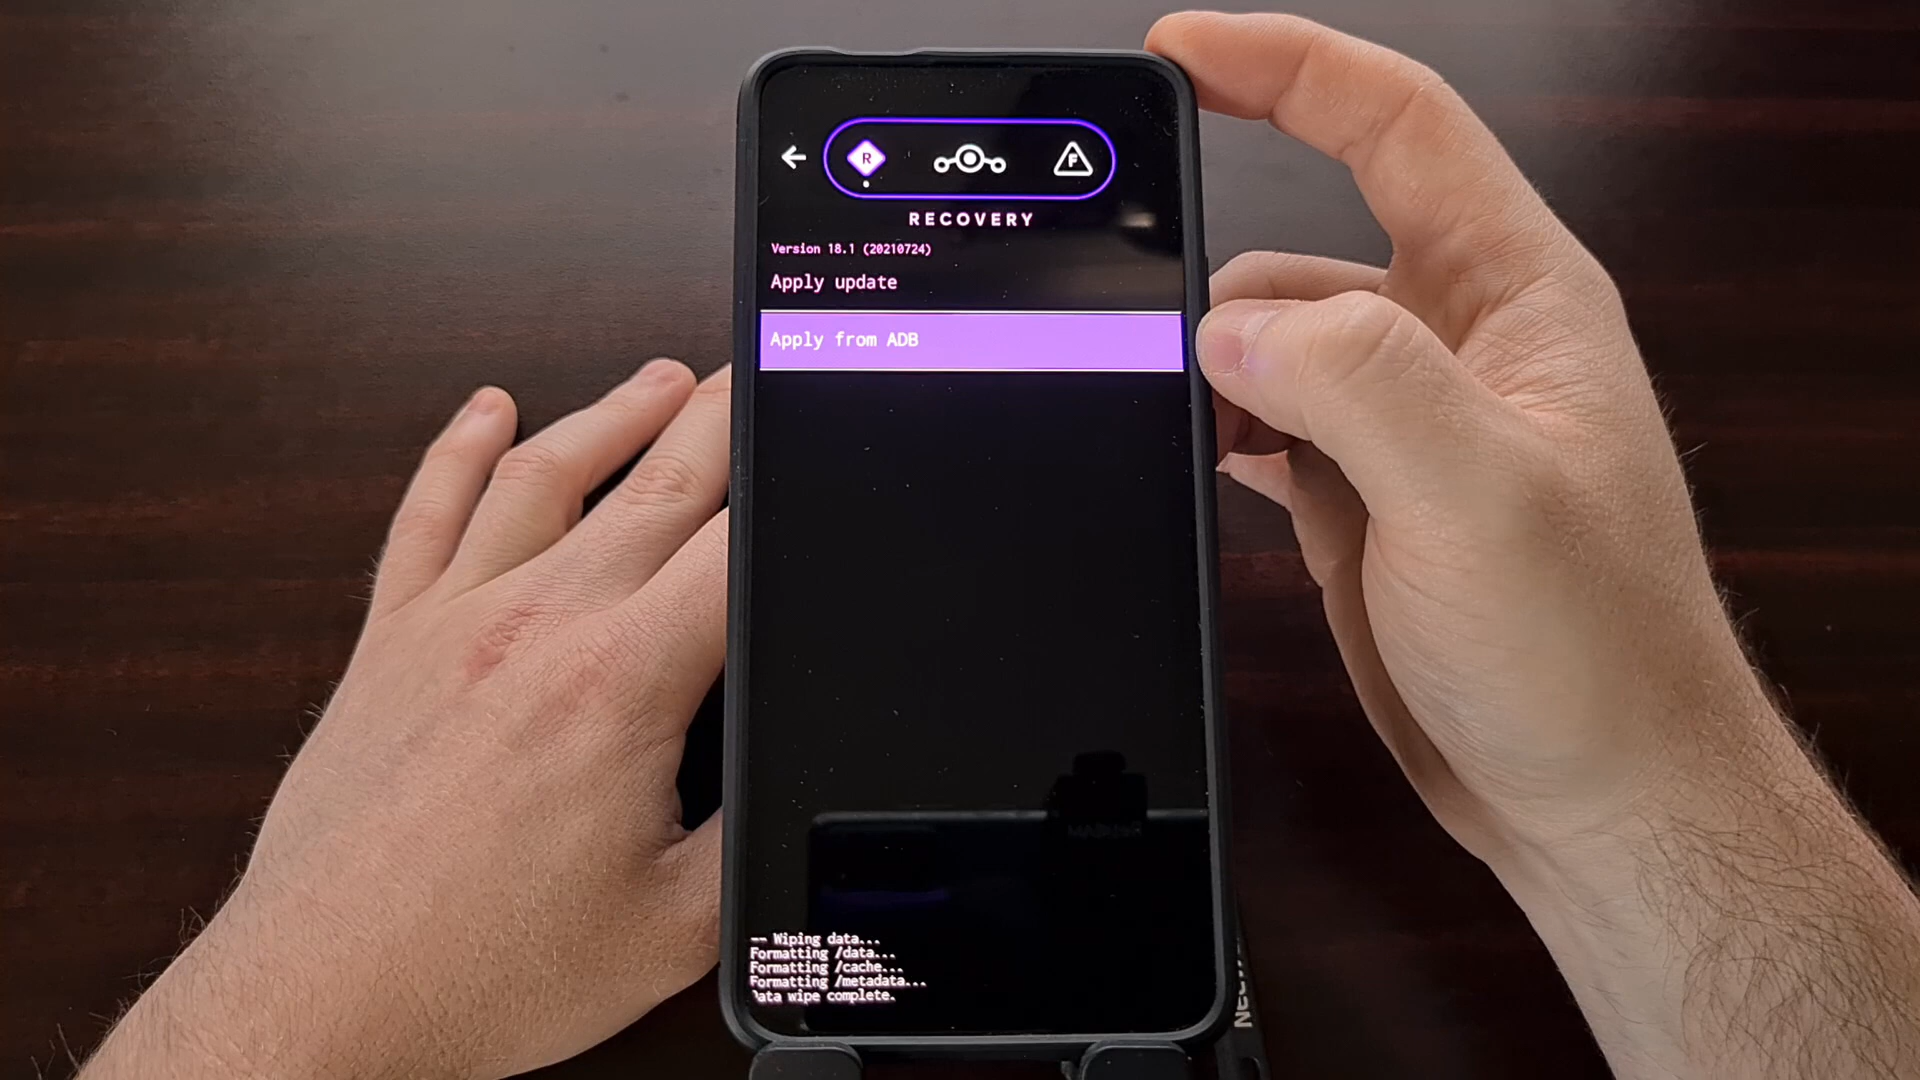 R F
RECOVERY
Version 18.1 (20210724)
Apply update
Apply from ADB
-- Wiping data...
Formatting /data...
Formatting /cache...
Formatting /metadata...
Data wipe complete.